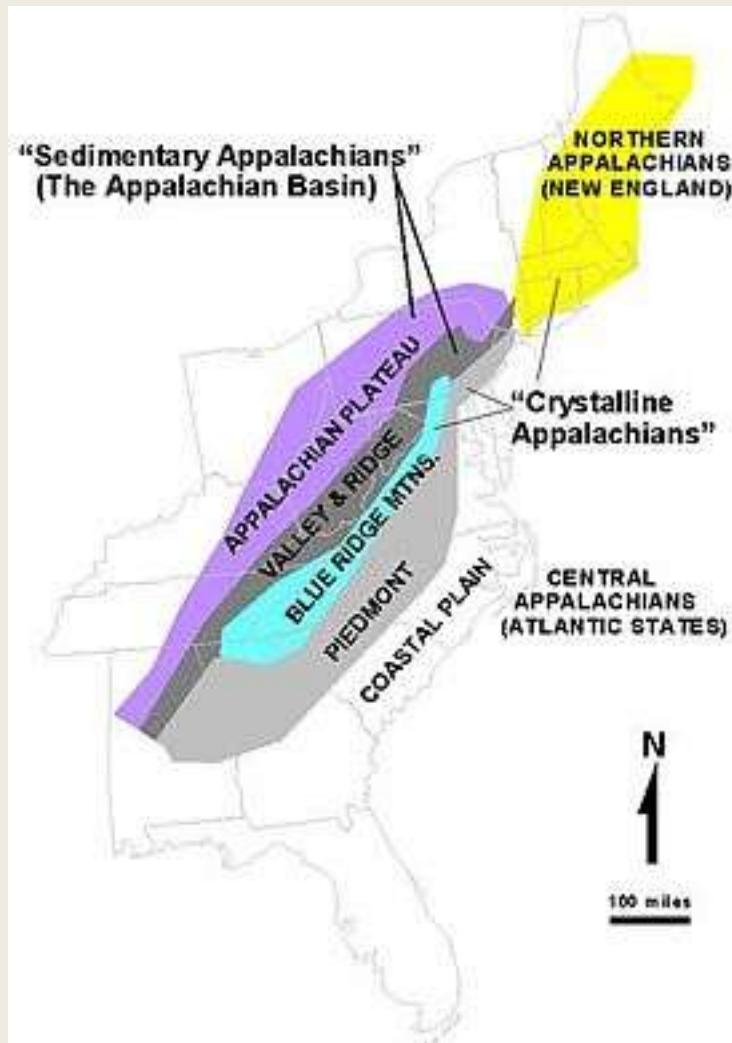 NORTHERN
APPALACHIANS
(NEW ENGLAND)
“Sedimentary Appalachians”
(The Appalachian Basin)
“Crystalline
Appalachians”
APPALACHIAN PLATEAU
VALLEY & RIDGE
BLUE RIDGE MTNS.
PIEDMONT
COASTAL PLAIN
CENTRAL
APPALACHIANS
(ATLANTIC STATES)
N
100 miles